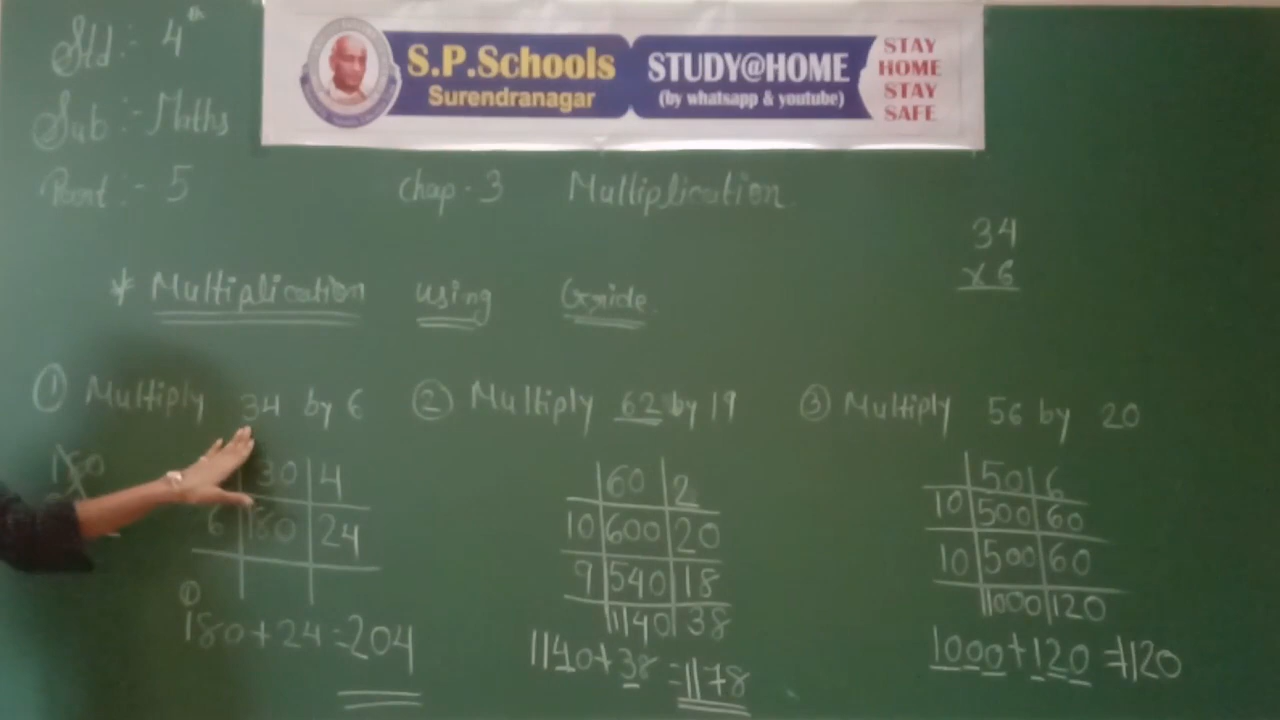 Std :- 4th
Sub :- Maths
Part :- 5
S.P.Schools
Surendranagar
STUDY@HOME
(by whatsapp & youtube)
STAY
HOME
STAY
SAFE
Chap - 3 Multiplication
34
x 6
* Multiplication using Gride.
① Multiply 34 by 6
30 4
6 180 24
180 + 24 = 204
② Multiply 62 by 19
60 2
10 600 20
9 540 18
1140 38
1140 + 38 = 1178
③ Multiply 56 by 20
50 6
10 500 60
10 500 60
1000 120
1000 + 120 = 1120